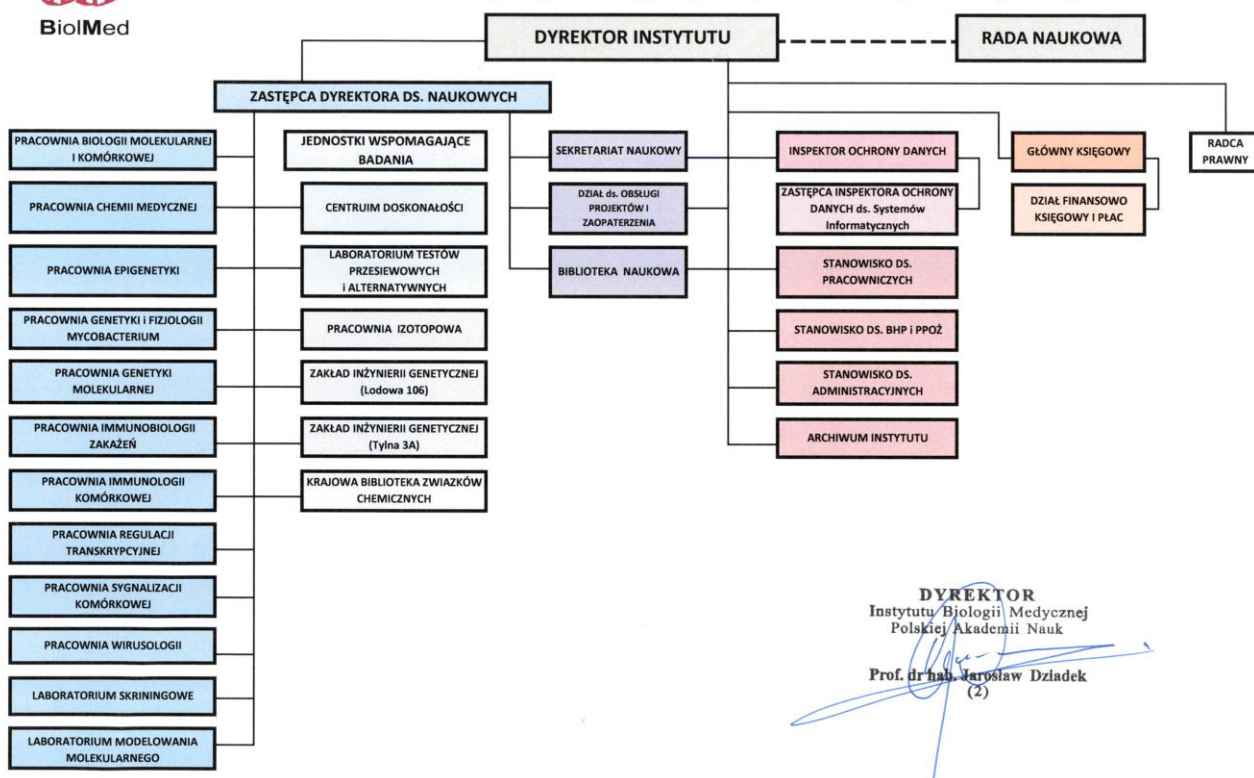 BiolMed
DYREKTOR INSTYTUTU
RADA NAUKOWA
ZASTĘPCA DYREKTORA DS. NAUKOWYCH
PRACOWNIA BIOLOGII MOLEKULARNEJ
I KOMÓRKOWEJ
PRACOWNIA CHEMII MEDYCZNEJ
PRACOWNIA EPIGENETYKI
PRACOWNIA GENETYKI i FIZJOLOGII
MYCOBACTERIUM
PRACOWNIA GENETYKI
MOLEKULARNEJ
PRACOWNIA IMMUNOBIOLOGII
ZAKAŻEŃ
PRACOWNIA IMMUNOLOGII
KOMÓRKOWEJ
PRACOWNIA REGULACJI
TRANSKRYPCYJNEJ
PRACOWNIA SYGNALIZACJI
KOMÓRKOWEJ
PRACOWNIA WIRUSOLOGII
LABORATORIUM SKRININGOWE
LABORATORIUM MODELOWANIA
MOLEKULARNEGO
JEDNOSTKI WSPOMAGAJĄCE
BADANIA
CENTRUIM DOSKONAŁOŚCI
LABORATORIUM TESTÓW
PRZESIEWOWYCH
i ALTERNATYWNYCH
PRACOWNIA IZOTOPOWA
ZAKŁAD INŻYNIERII GENETYCZNEJ
(Lodowa 106)
ZAKŁAD INŻYNIERII GENETYCZNEJ
(Tylna 3A)
KRAJOWA BIBLIOTEKA ZWIAZKÓW
CHEMICZNYCH
SEKRETARIAT NAUKOWY
DZIAŁ ds. OBSŁUGI
PROJEKTÓW I
ZAOPATERZENIA
BIBLIOTEKA NAUKOWA
INSPEKTOR OCHRONY DANYCH
ZASTĘPCA INSPEKTORA OCHRONY
DANYCH ds. Systemów
Informatycznych
STANOWISKO DS.
PRACOWNICZYCH
STANOWISKO DS. BHP i PPOŻ
STANOWISKO DS.
ADMINISTRACYJNYCH
ARCHIWUM INSTYTUTU
GŁÓWNY KSIĘGOWY
DZIAŁ FINANSOWO
KSIĘGOWY I PŁAC
RADCA
PRAWNY
DYREKTOR
Instytutu Biologii Medycznej
Polskiej Akademii Nauk
Prof. dr hab. Jarosław Dziadek
(2)